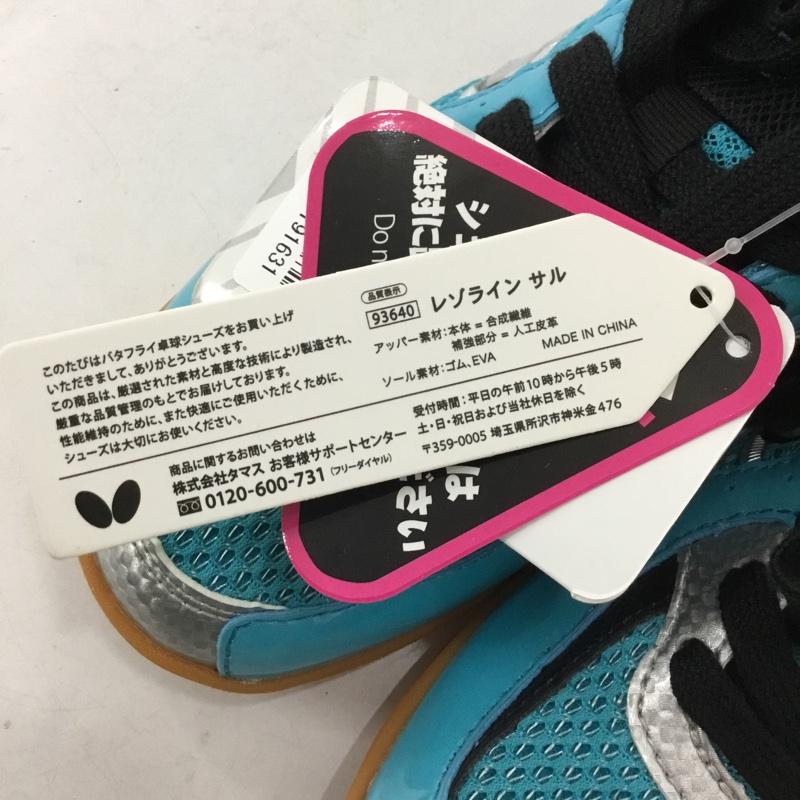 シュ
絶対に
Do n
791631
このたびはバタフライ卓球シューズをお買い上げ
いただきまして、ありがとうございます。
この商品は、厳選された素材と高度な技術により製造され、
厳重な品質管理のもとでお届けしております。
性能維持のために、また快適にご使用いただくために、
シューズは大切にお使いください。
品質表示
93640 レゾライン サル
アッパー素材:本体 = 合成繊維
補強部分 = 人工皮革
ソール素材:ゴム、EVA MADE IN CHINA
商品に関するお問い合わせは
株式会社タマス お客様サポートセンター
0120-600-731 (フリーダイヤル)
受付時間:平日の午前10時から午後5時
土・日・祝日および当社休日を除く
〒359-0005 埼玉県所沢市神米金476
は
ださい